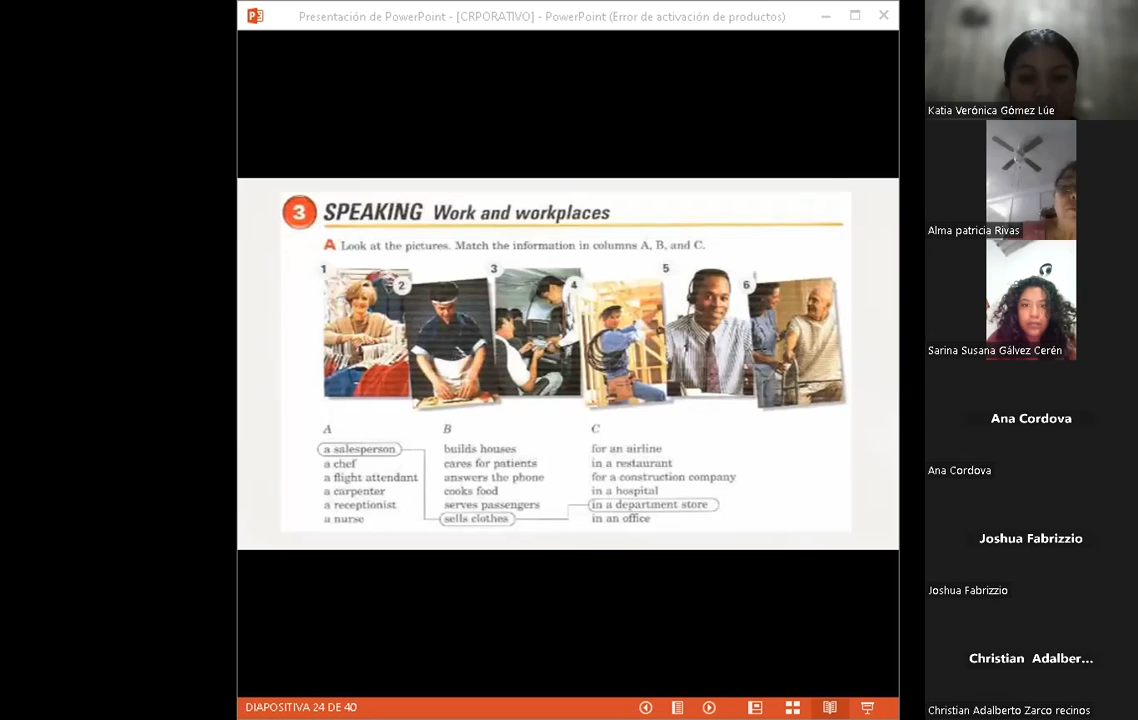 Presentación de PowerPoint - [CRPORATIVO] - PowerPoint (Error de activación de productos)
3 SPEAKING Work and workplaces
A Look at the pictures. Match the information in columns A, B, and C.
1
2
3
4
5
6
A B C
a salesperson builds houses for an airline
a chef cares for patients in a restaurant
a flight attendant answers the phone for a construction company
a carpenter cooks food in a hospital
a receptionist serves passengers in a department store
a nurse sells clothes in an office
DIAPOSITIVA 24 DE 40
Katia Verónica Gómez Lúe
Alma patricia Rivas
Sarina Susana Gálvez Cerén
Ana Cordova
Ana Cordova
Joshua Fabrizzio
Joshua Fabrizzio
Christian Adalber...
Christian Adalberto Zarco recinos